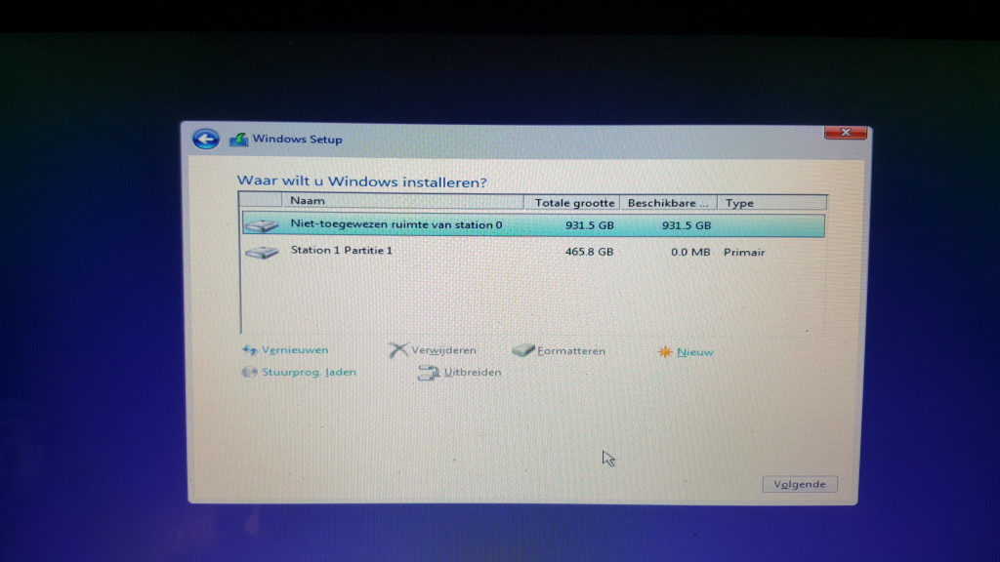 Windows Setup
Waar wilt u Windows installeren?
Naam Totale grootte Beschikbare ... Type
Niet-toegewezen ruimte van station 0 931.5 GB 931.5 GB
Station 1 Partitie 1 465.8 GB 0.0 MB Primair
Vernieuwen Verwijderen Formatteren Nieuw
Stuurprog. laden Uitbreiden
Volgende